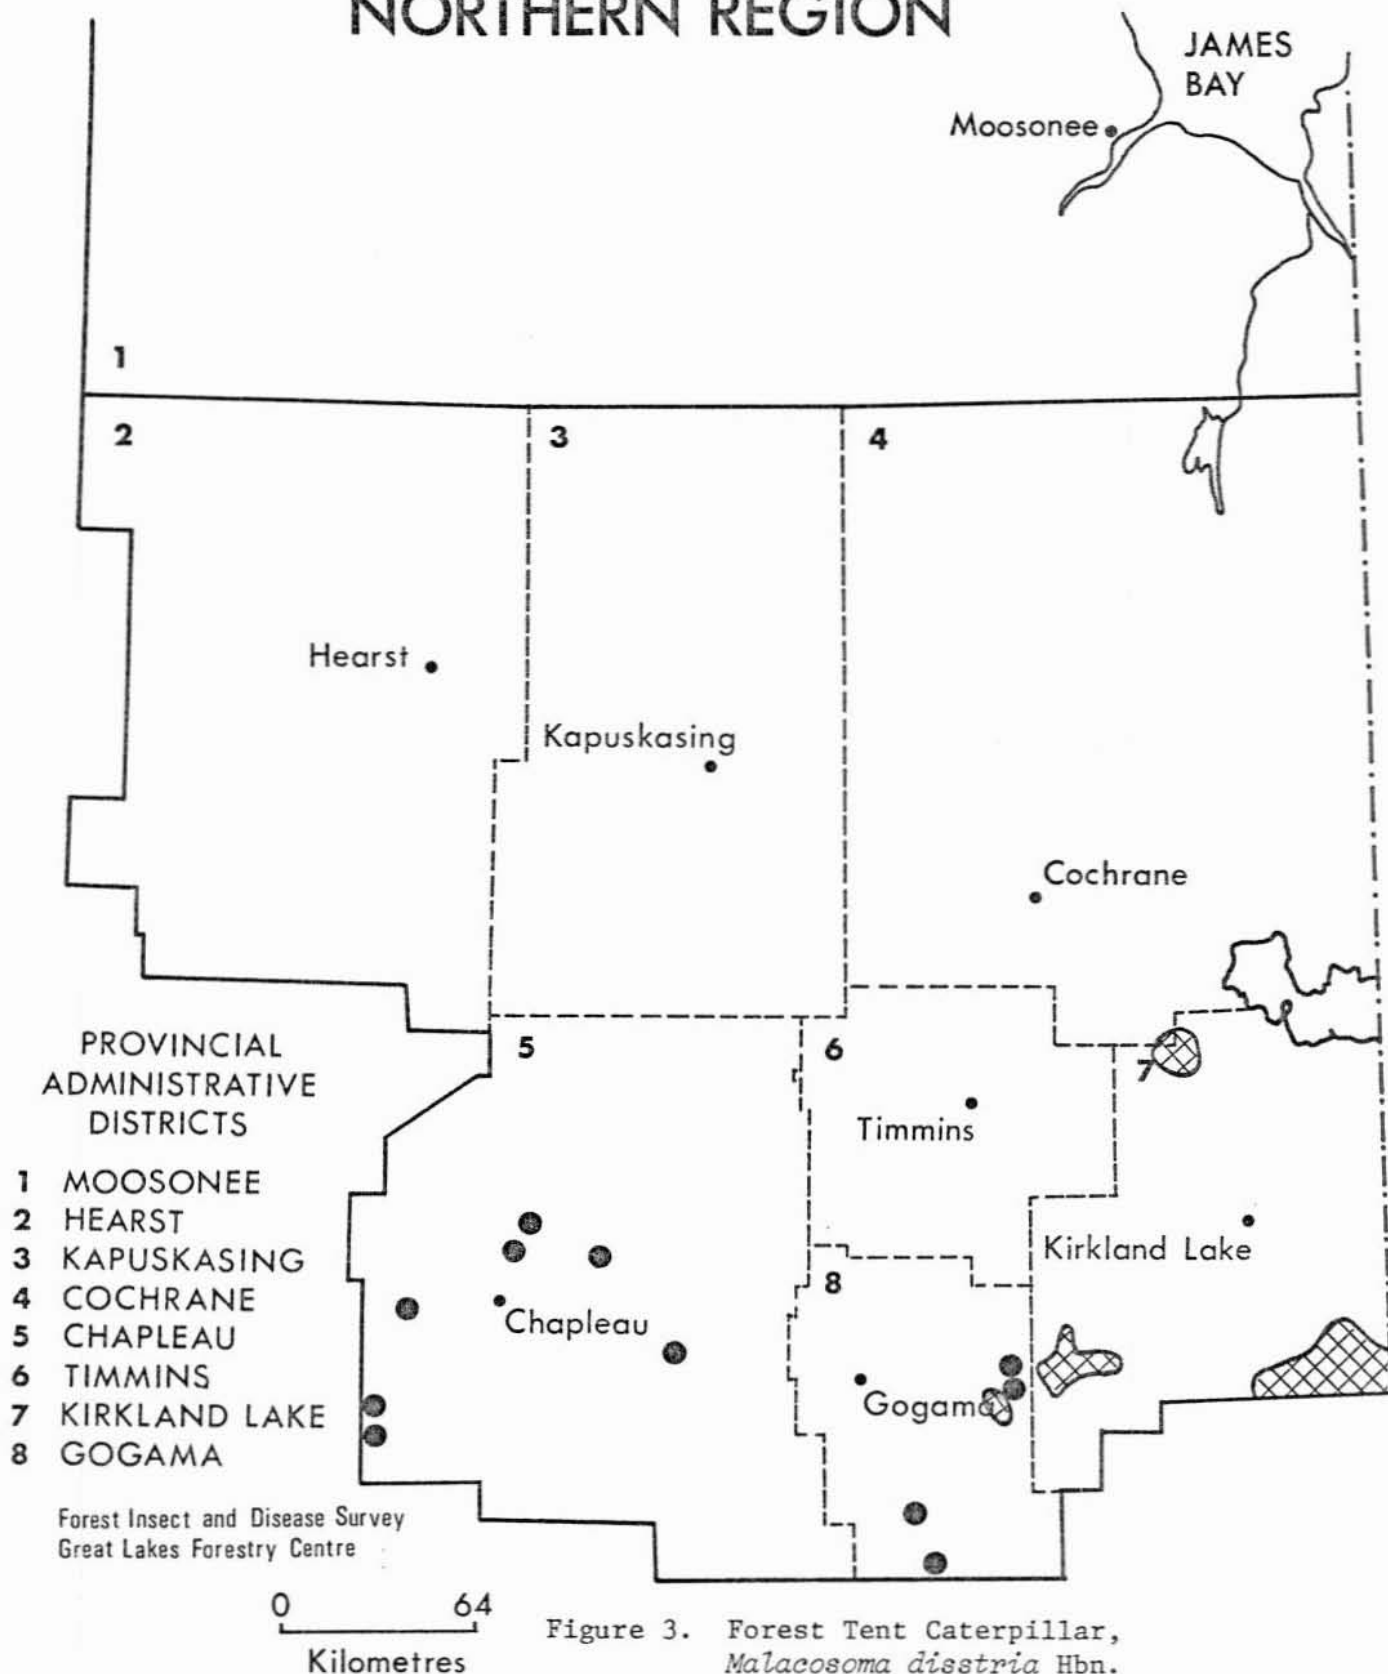 NORTHERN REGION
JAMES
BAY
Moosonee
1
2
3
4
Hearst
Kapuskasing
Cochrane
5
6
7
Timmins
Kirkland Lake
8
Chapleau
Gogama
PROVINCIAL
ADMINISTRATIVE
DISTRICTS
1 MOOSONEE
2 HEARST
3 KAPUSKASING
4 COCHRANE
5 CHAPLEAU
6 TIMMINS
7 KIRKLAND LAKE
8 GOGAMA
Forest Insect and Disease Survey
Great Lakes Forestry Centre
0 64
Kilometres
Figure 3. Forest Tent Caterpillar,
Malacosoma disstria Hbn.